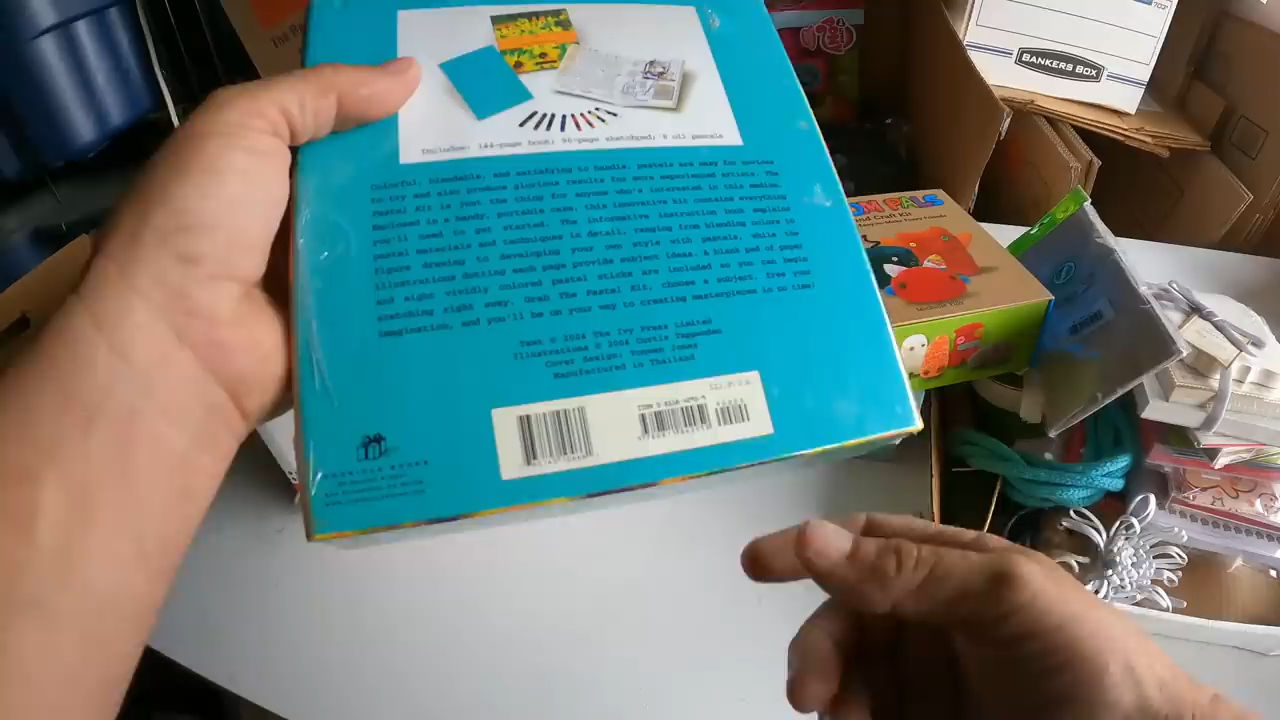 BANKERS BOX
Includes: 144-page book; 96-page sketchpad; 8 oil pastels
Colorful, blendable, and satisfying to handle, pastels are easy for novices
to try and also produce glorious results for more experienced artists. The
Pastel Kit is just the thing for anyone who's interested in this medium.
Enclosed in a handy, portable case, this innovative kit contains everything
you'll need to get started. The informative instruction book explains
pastel materials and techniques in detail, ranging from blending colors to
figure drawing to developing your own style with pastels, while the
illustrations dotting each page provide subject ideas. A blank pad of paper
and eight vividly colored pastel sticks are included so you can begin
sketching right away. Grab The Pastel Kit, choose a subject, free your
imagination, and you'll be on your way to creating masterpieces in no time!
Text © 2004 The Ivy Press Limited
Illustrations © 2004 Curtis Tappenden
Cover design: Tonwen Jones
Manufactured in Thailand
OM PALS
and Craft Kit